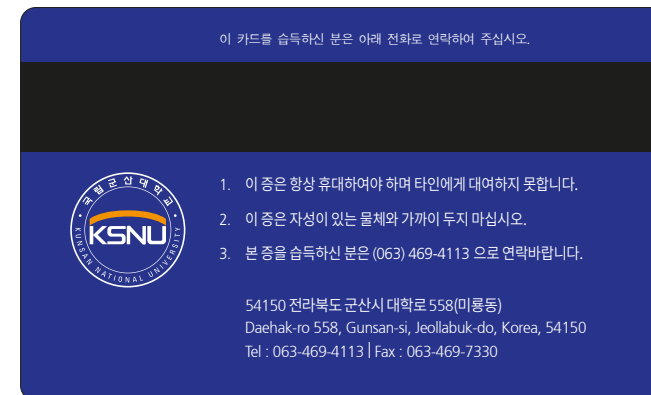 이 카드를 습득하신 분은 아래 전화로 연락하여 주십시오.
국립군산대학교
KSNU
KUNSAN NATIONAL UNIVERSITY
1. 이 증은 항상 휴대하여야 하며 타인에게 대여하지 못합니다.
2. 이 증은 자성이 있는 물체와 가까이 두지 마십시오.
3. 본 증을 습득하신 분은 (063) 469-4113 으로 연락바랍니다.
54150 전라북도 군산시 대학로 558(미룡동)
Daehak-ro 558, Gunsan-si, Jeollabuk-do, Korea, 54150
Tel : 063-469-4113 | Fax : 063-469-7330